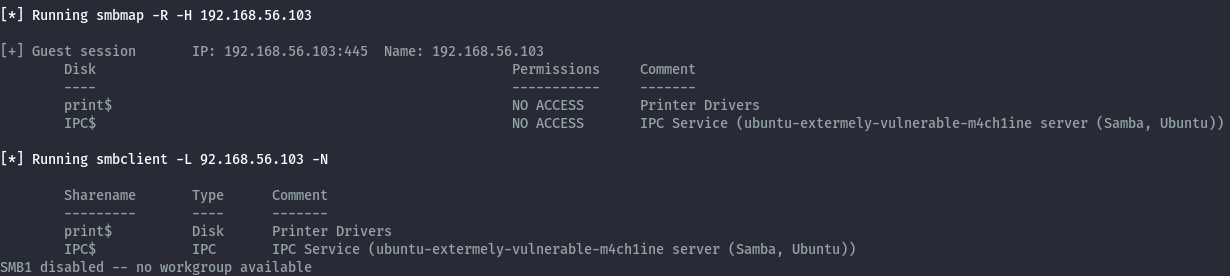 [*] Running smbmap -R -H 192.168.56.103
[+] Guest session IP: 192.168.56.103:445 Name: 192.168.56.103
Disk Permissions Comment
---- ----------- -------
print$ NO ACCESS Printer Drivers
IPC$ NO ACCESS IPC Service (ubuntu-extermely-vulnerable-m4ch1ine server (Samba, Ubuntu))
[*] Running smbclient -L 92.168.56.103 -N
Sharename Type Comment
--------- ---- -------
print$ Disk Printer Drivers
IPC$ IPC IPC Service (ubuntu-extermely-vulnerable-m4ch1ine server (Samba, Ubuntu))
SMB1 disabled -- no workgroup available